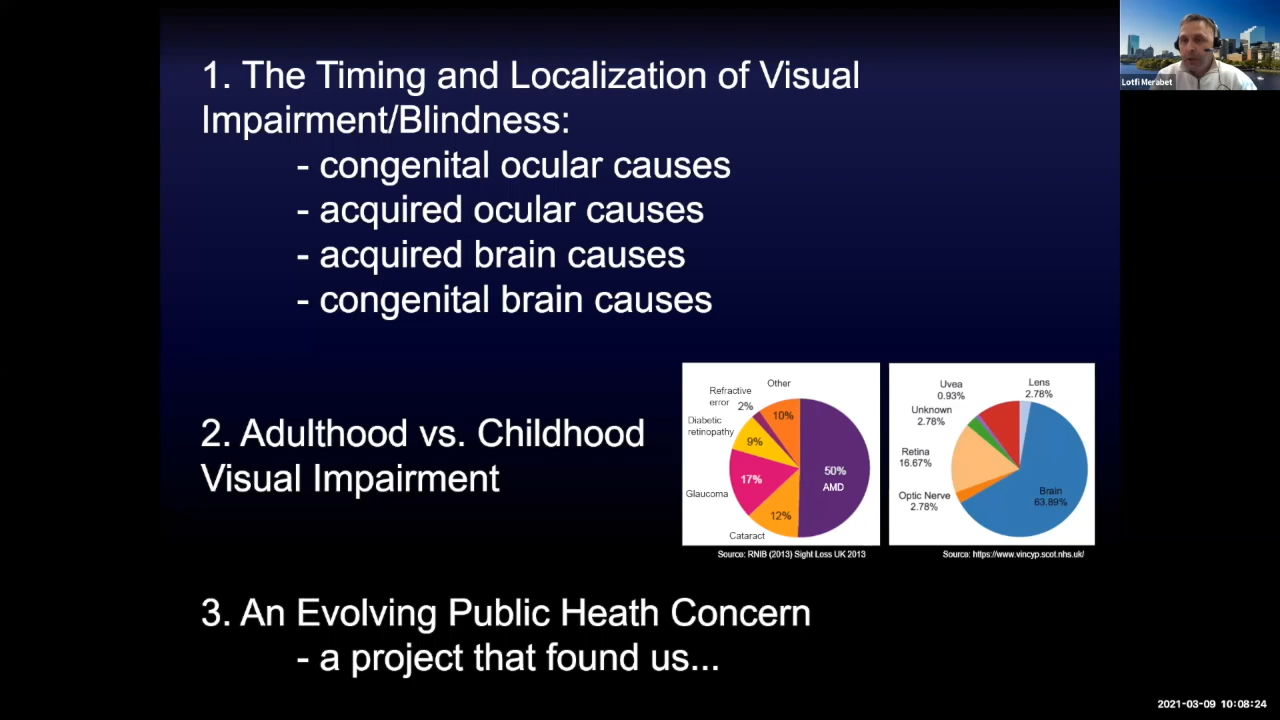 1. The Timing and Localization of Visual
Impairment/Blindness:
- congenital ocular causes
- acquired ocular causes
- acquired brain causes
- congenital brain causes
2. Adulthood vs. Childhood
Visual Impairment
Other
Refractive
error
2%
10%
Diabetic
retinopathy
9%
50%
AMD
17%
Glaucoma
12%
Cataract
Source: RNIB (2013) Sight Loss UK 2013
Uvea
0.93%
Lens
2.78%
Unknown
2.78%
Retina
16.67%
Brain
63.89%
Optic Nerve
2.78%
Source: https://www.vincyp.scot.nhs.uk/
3. An Evolving Public Heath Concern
- a project that found us...
Lotfi Merabet
2021-03-09 10:08:24